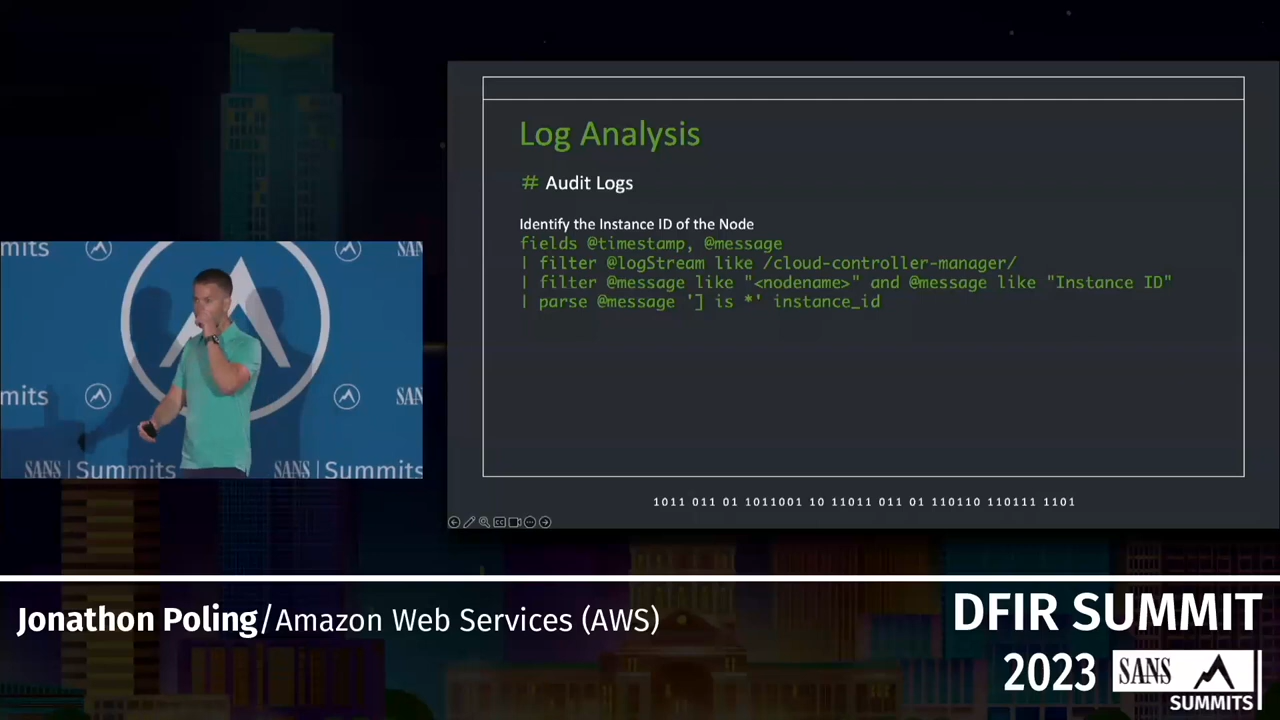 Log Analysis
# Audit Logs
Identify the Instance ID of the Node
fields @timestamp, @message
| filter @logStream like /cloud-controller-manager/
| filter @message like "<nodename>" and @message like "Instance ID"
| parse @message '] is *' instance_id
1011 011 01 1011001 10 11011 011 01 110110 110111 1101
mits
SAN
mits
SAN
SANS | Summits
SANS | Summits
Jonathon Poling/Amazon Web Services (AWS)
DFIR SUMMIT
2023 SANS
SUMMITS